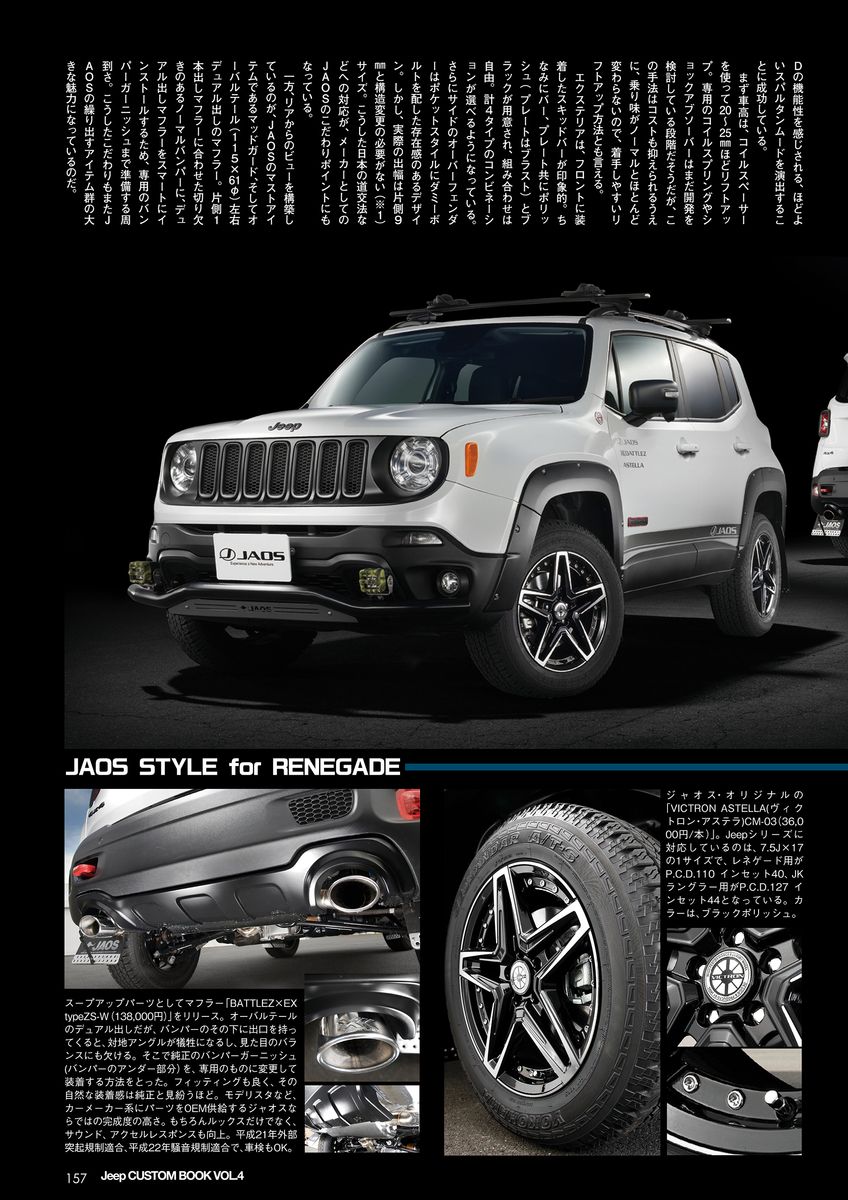 Dの機能性を感じされる、ほどよ
いスパルタンムードを演出するこ
とに成功している。
　まず車高は、コイルスペーサー
を使って20〜25㎜ほどリフトアッ
プ。専用のコイルスプリングやシ
ョックアブソーバーはまだ開発を
検討している段階だそうだが、こ
の手法はコストも抑えられるうえ
に、乗り味がノーマルとほとんど
変わらないので、着手しやすいリ
フトアップ方法とも言える。
　エクステリアは、フロントに装
着したスキッドバーが印象的。ち
なみにバー、プレート共にポリッ
シュ(プレートはブラスト)とブ
ラックが用意され、組み合わせは
自由。計4タイプのコンビネーシ
ョンが選べるようになっている。
さらにサイドのオーバーフェンダ
ーはポケットスタイルにダミーボ
ルトを配した存在感のあるデザイ
ン。しかし、実際の出幅は片側9
㎜と構造変更の必要がない(※1)
サイズ。こうした日本の道交法な
どへの対応が、メーカーとしての
JAOSのこだわりポイントにも
なっている。
　一方、リアからのビューを構築し
ているのが、JAOSのマストアイ
テムであるマッドガード、そしてオ
ーバルテール(115×61φ)左右
デュアル出しのマフラー。片側1
本出しマフラーに合わせた切り欠
きのあるノーマルバンパーに、デュ
アル出しマフラーをスマートにイ
ンストールするため、専用のバン
パーガーニッシュまで準備する周
到さ。こうしたこだわりもまたJ
AOSの繰り出すアイテム群の大
きな魅力になっているのだ。
Jeep
JAOS
BATTLEZ
ASTELLA
JAOS
JAOS
Experience a New Adventure
JAOS
JAOS
JAOS STYLE for RENEGADE
ジャオス・オリジナルの
「VICTRON ASTELLA(ヴィク
トロン・アステラ)CM-03(36,0
00円/本)」。Jeepシリーズに
対応しているのは、7.5J×17
の1サイズで、レネゲード用が
P.C.D.110 インセット40、JK
ラングラー用がP.C.D.127 イ
ンセット44となっている。カ
ラーは、ブラックポリッシュ。
JAOS
A/T-S
YOKOHAMA
VICTRON
スープアップパーツとしてマフラー「BATTLEZ×EX
typeZS-W(138,000円)」をリリース。オーバルテール
のデュアル出しだが、バンパーのその下に出口を持っ
てくると、対地アングルが犠牲になるし、見た目のバラ
ンスにも欠ける。そこで純正のバンパーガーニッシュ
(バンパーのアンダー部分)を、専用のものに変更して
装着する方法をとった。フィッティングも良く、その
自然な装着感は純正と見紛うほど。モデリスタなど、
カーメーカー系にパーツをOEM供給するジャオスな
らではの完成度の高さ。もちろんルックスだけでなく、
サウンド、アクセルレスポンスも向上。平成21年外部
突起規制適合、平成22年騒音規制適合で、車検もOK。
157 Jeep CUSTOM BOOK VOL.4